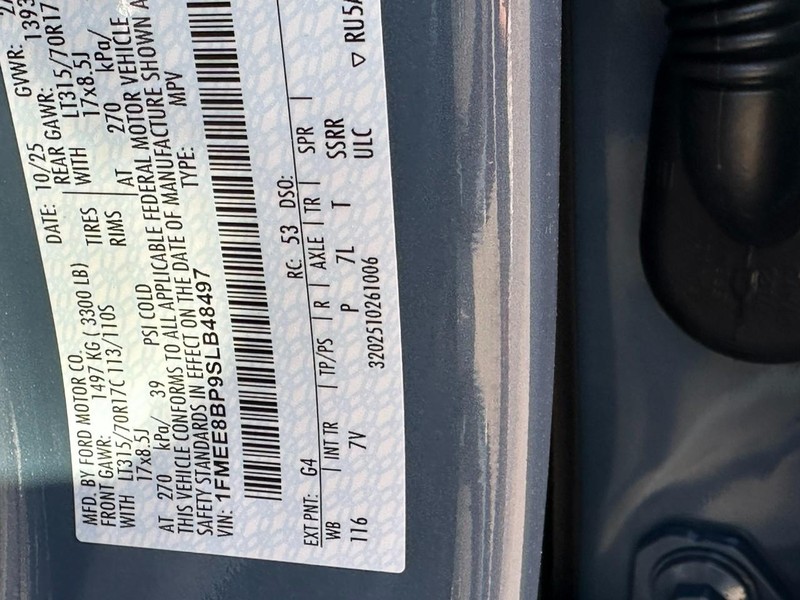 MFD. BY FORD MOTOR CO.
DATE: 10/25 GVWR:
FRONT GAWR: 1497 KG ( 3300 LB) REAR GAWR: 1393
WITH LT315/70R17C 113/110S TIRES WITH LT315/70R17
17x8.5J RIMS 17x8.5J
AT 270 kPa/ 39 PSI COLD AT 270 kPa/
THIS VEHICLE CONFORMS TO ALL APPLICABLE FEDERAL MOTOR VEHICLE
SAFETY STANDARDS IN EFFECT ON THE DATE OF MANUFACTURE SHOWN
VIN: 1FMEE8BP9SLB48497 TYPE: MPV
EXT PNT: G4 RC: 53 DSO:
WB | INT TR | TP/PS | R | AXLE | TR | SPR |
116 7V P 7L T SSRR
ULC
3202510261006
▽ RU5